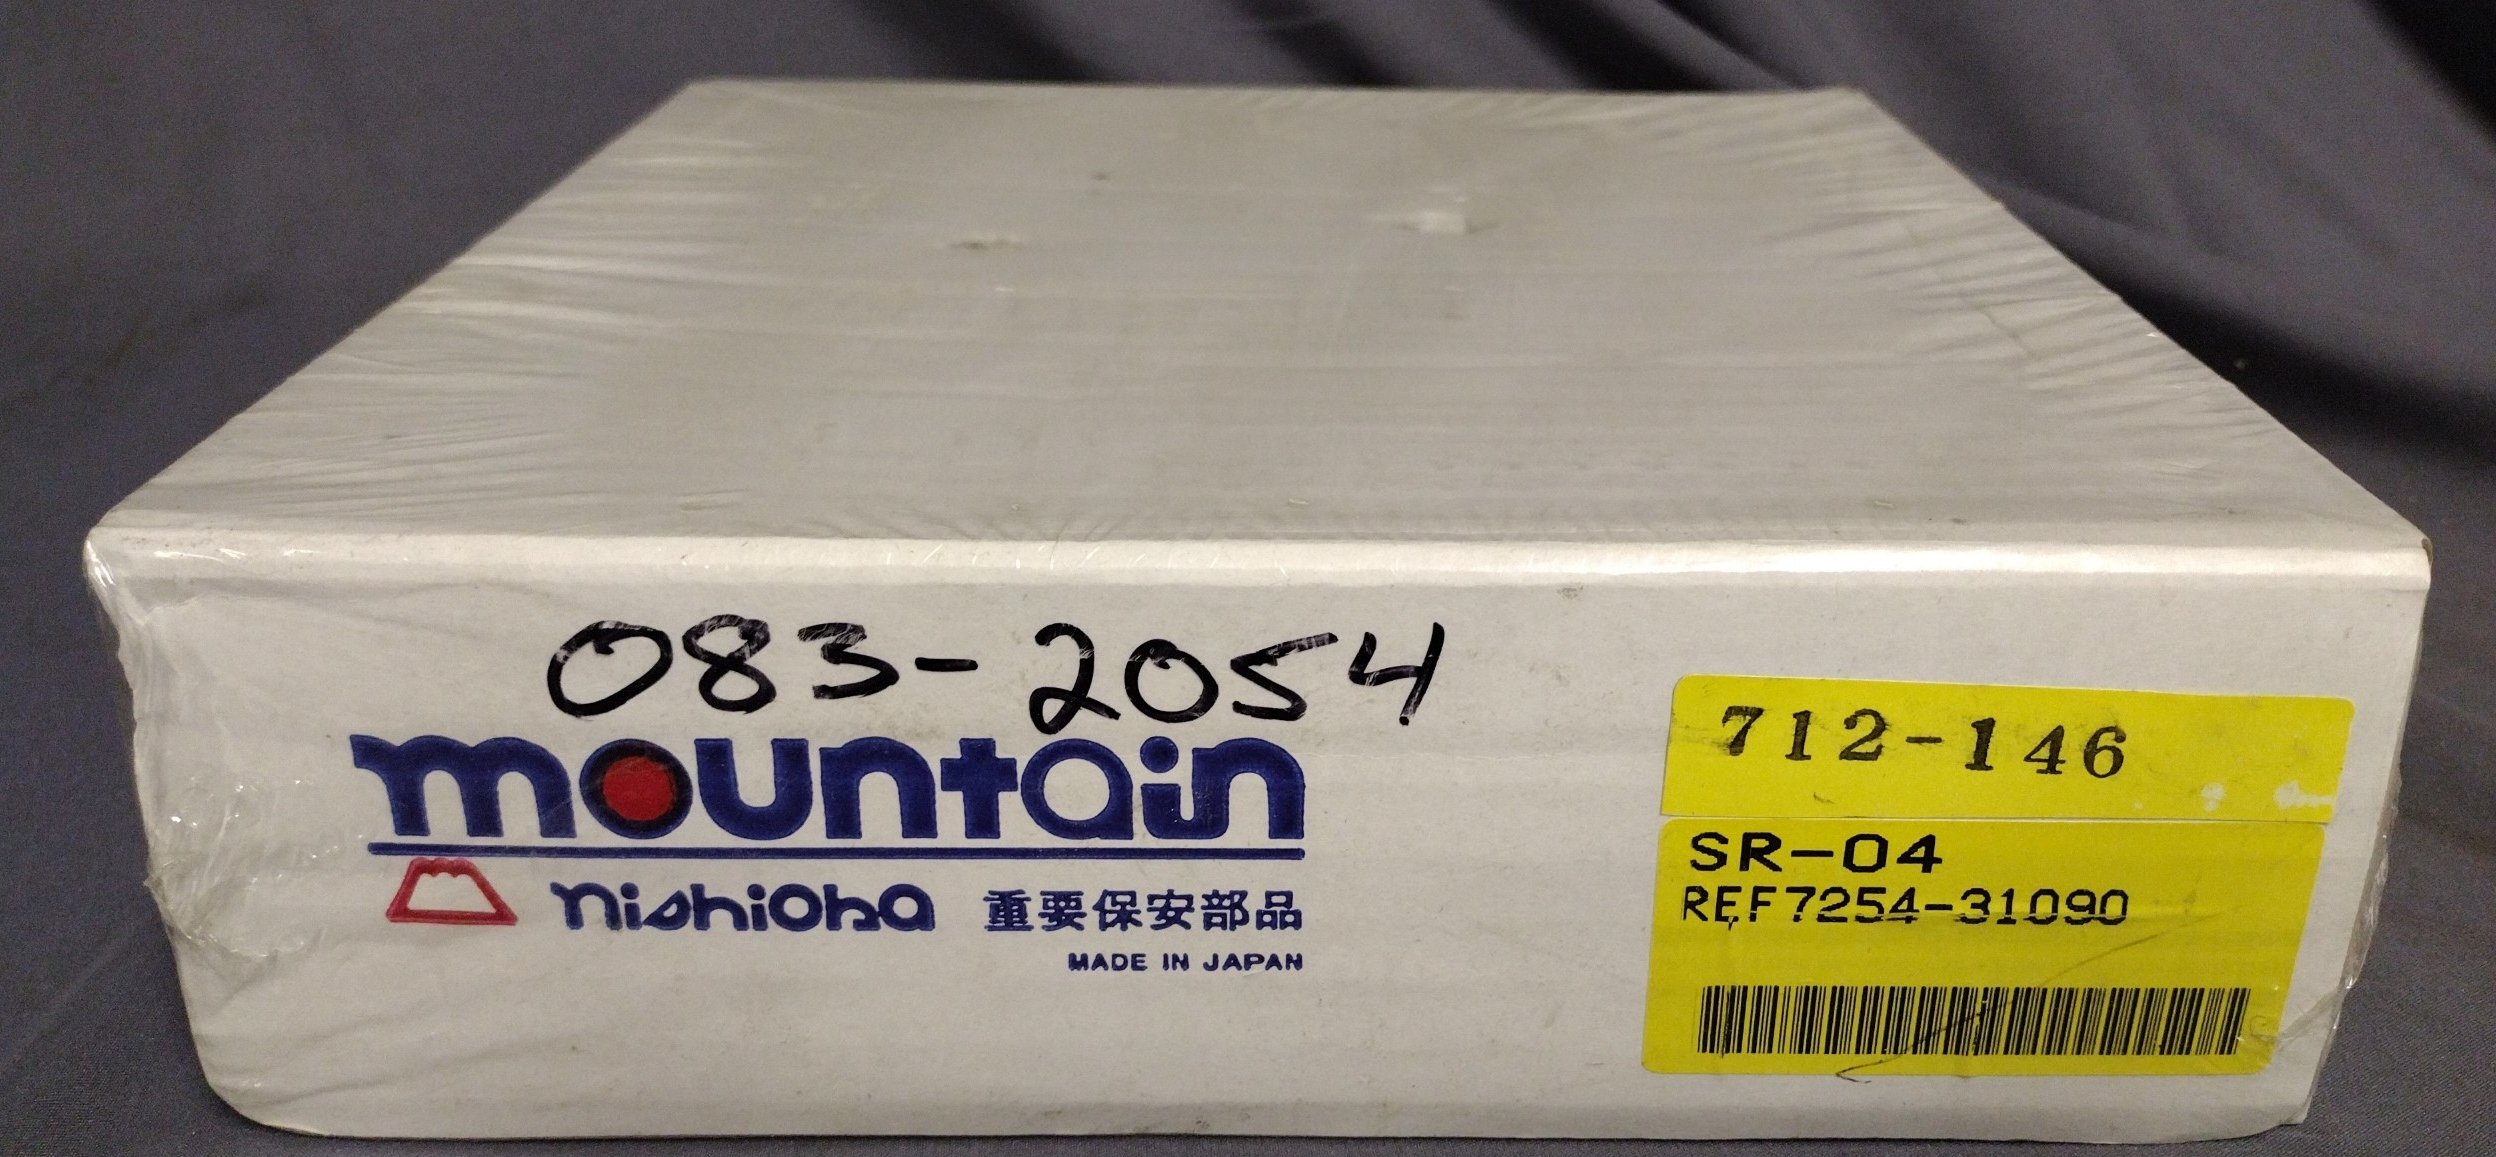 083-2054
mountain
nishioka 重要保安部品
MADE IN JAPAN
712-146
SR-04
REF7254-31090